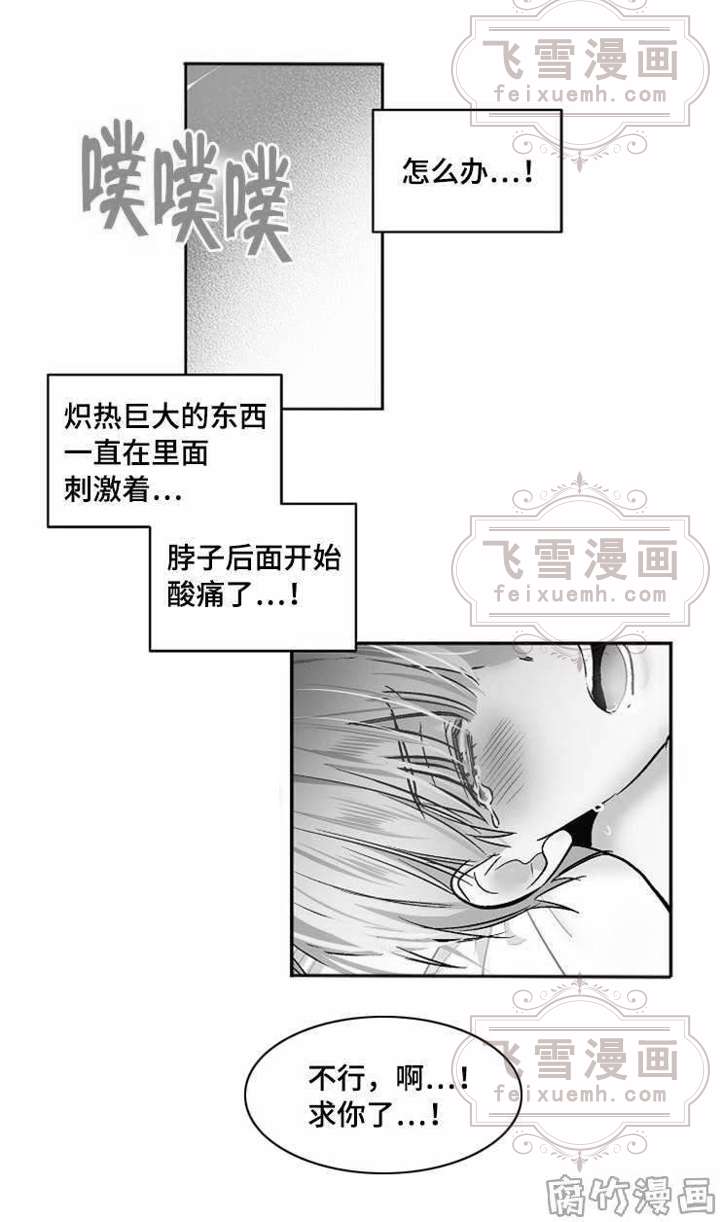 飞雪漫画
feixuemh.com
怎么办...!
噗噗噗
炽热巨大的东西
一直在里面
刺激着...
脖子后面开始
酸痛了...!
飞雪漫画
feixuemh.com
不行，啊...!
求你了...!
飞雪漫画
feixuemh.com
腐竹漫画